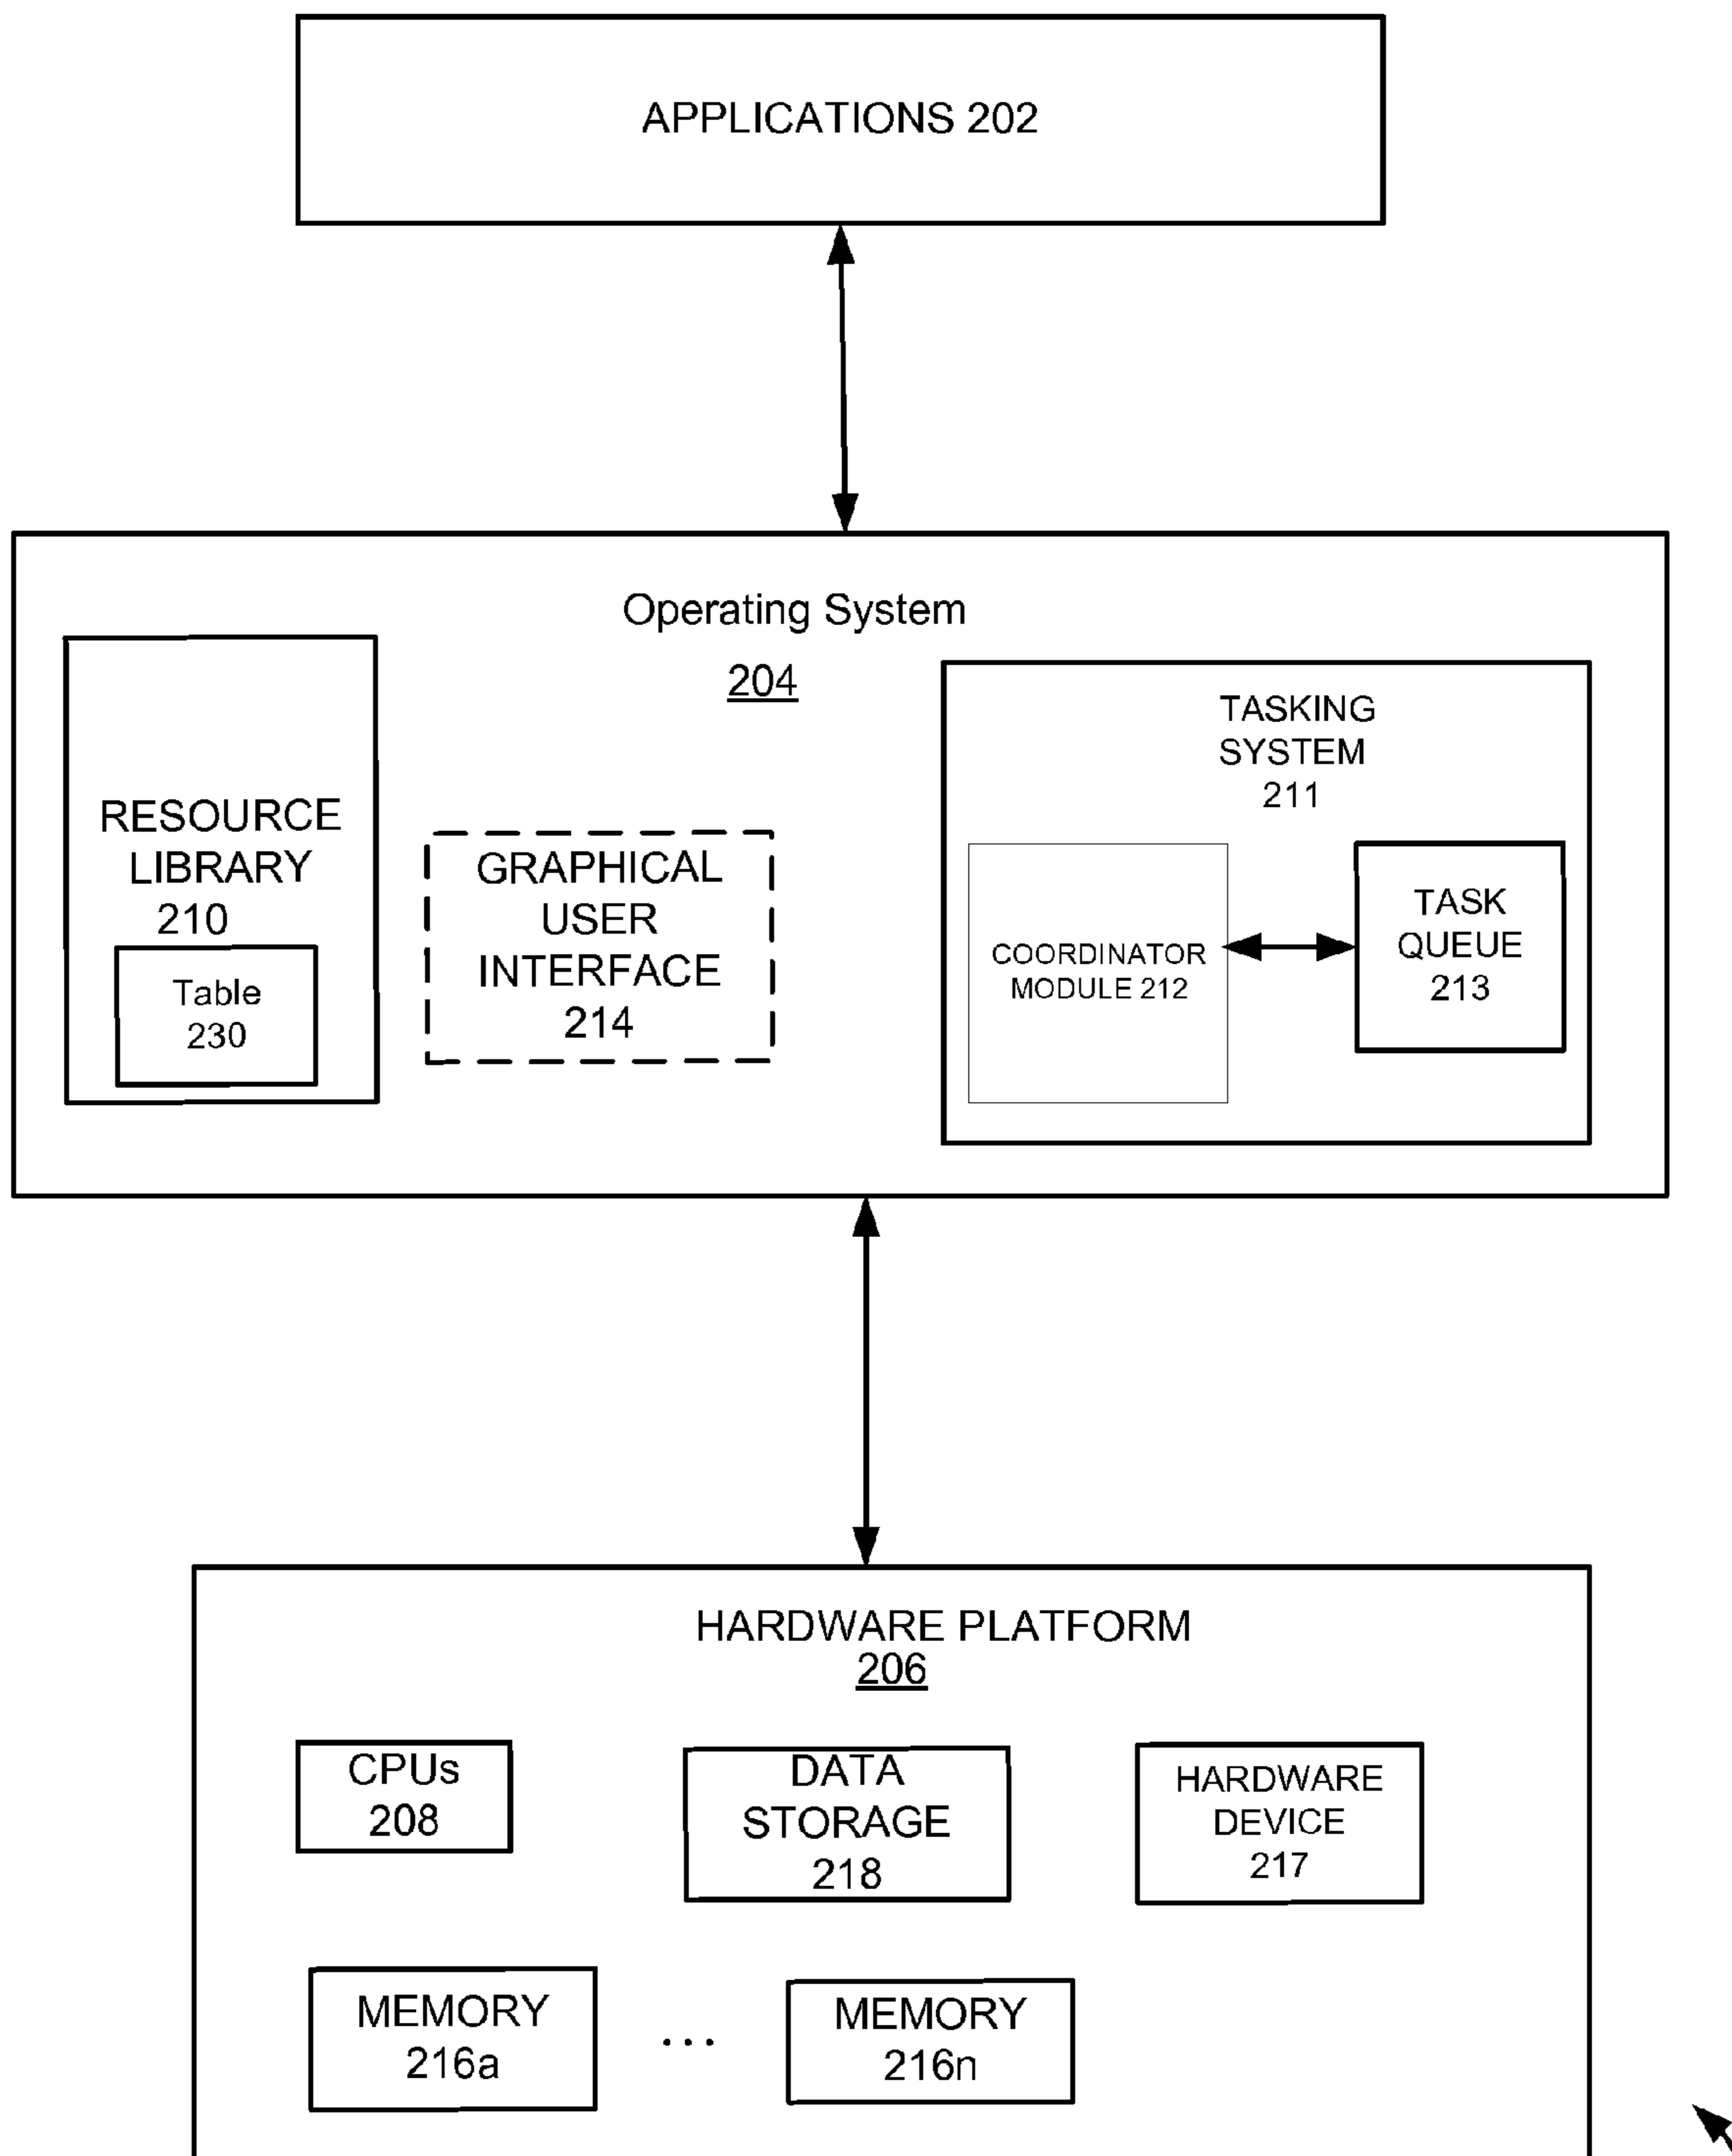 APPLICATIONS 202
Operating System
204
RESOURCE
LIBRARY
210
Table
230
GRAPHICAL
USER
INTERFACE
214
TASKING
SYSTEM
211
COORDINATOR
MODULE 212
TASK
QUEUE
213
HARDWARE PLATFORM
206
CPUs
208
DATA
STORAGE
218
HARDWARE
DEVICE
217
MEMORY
216a
...
MEMORY
216n